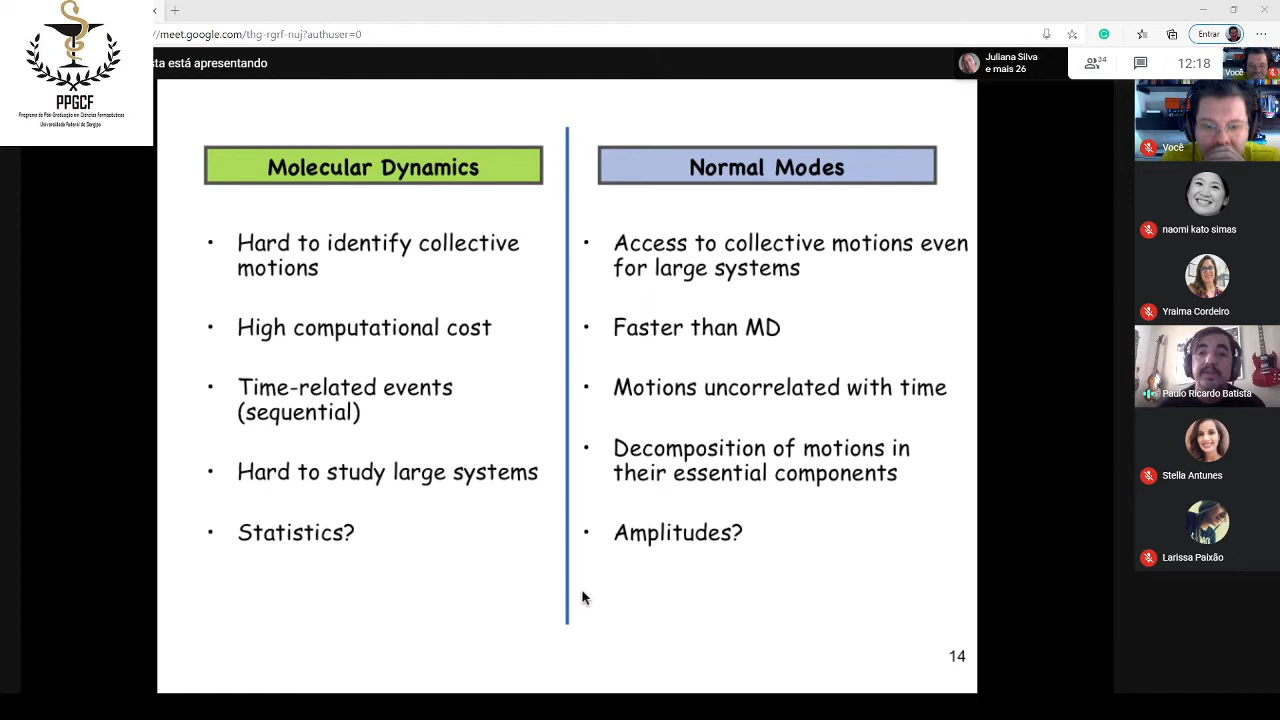 //meet.google.com/thg-rgrf-nuj?authuser=0
Entrar
PPGCF
Programa de Pós-Graduação em Ciências Farmacêuticas
Universidade Federal de Sergipe
sta está apresentando
Juliana Silva
e mais 26
34
12:18
Você
Molecular Dynamics
Hard to identify collective
motions
High computational cost
Time-related events
(sequential)
Hard to study large systems
Statistics?
Normal Modes
Access to collective motions even
for large systems
Faster than MD
Motions uncorrelated with time
Decomposition of motions in
their essential components
Amplitudes?
14
Você
naomi kato simas
Yraima Cordeiro
Paulo Ricardo Batista
Stella Antunes
Larissa Paixão